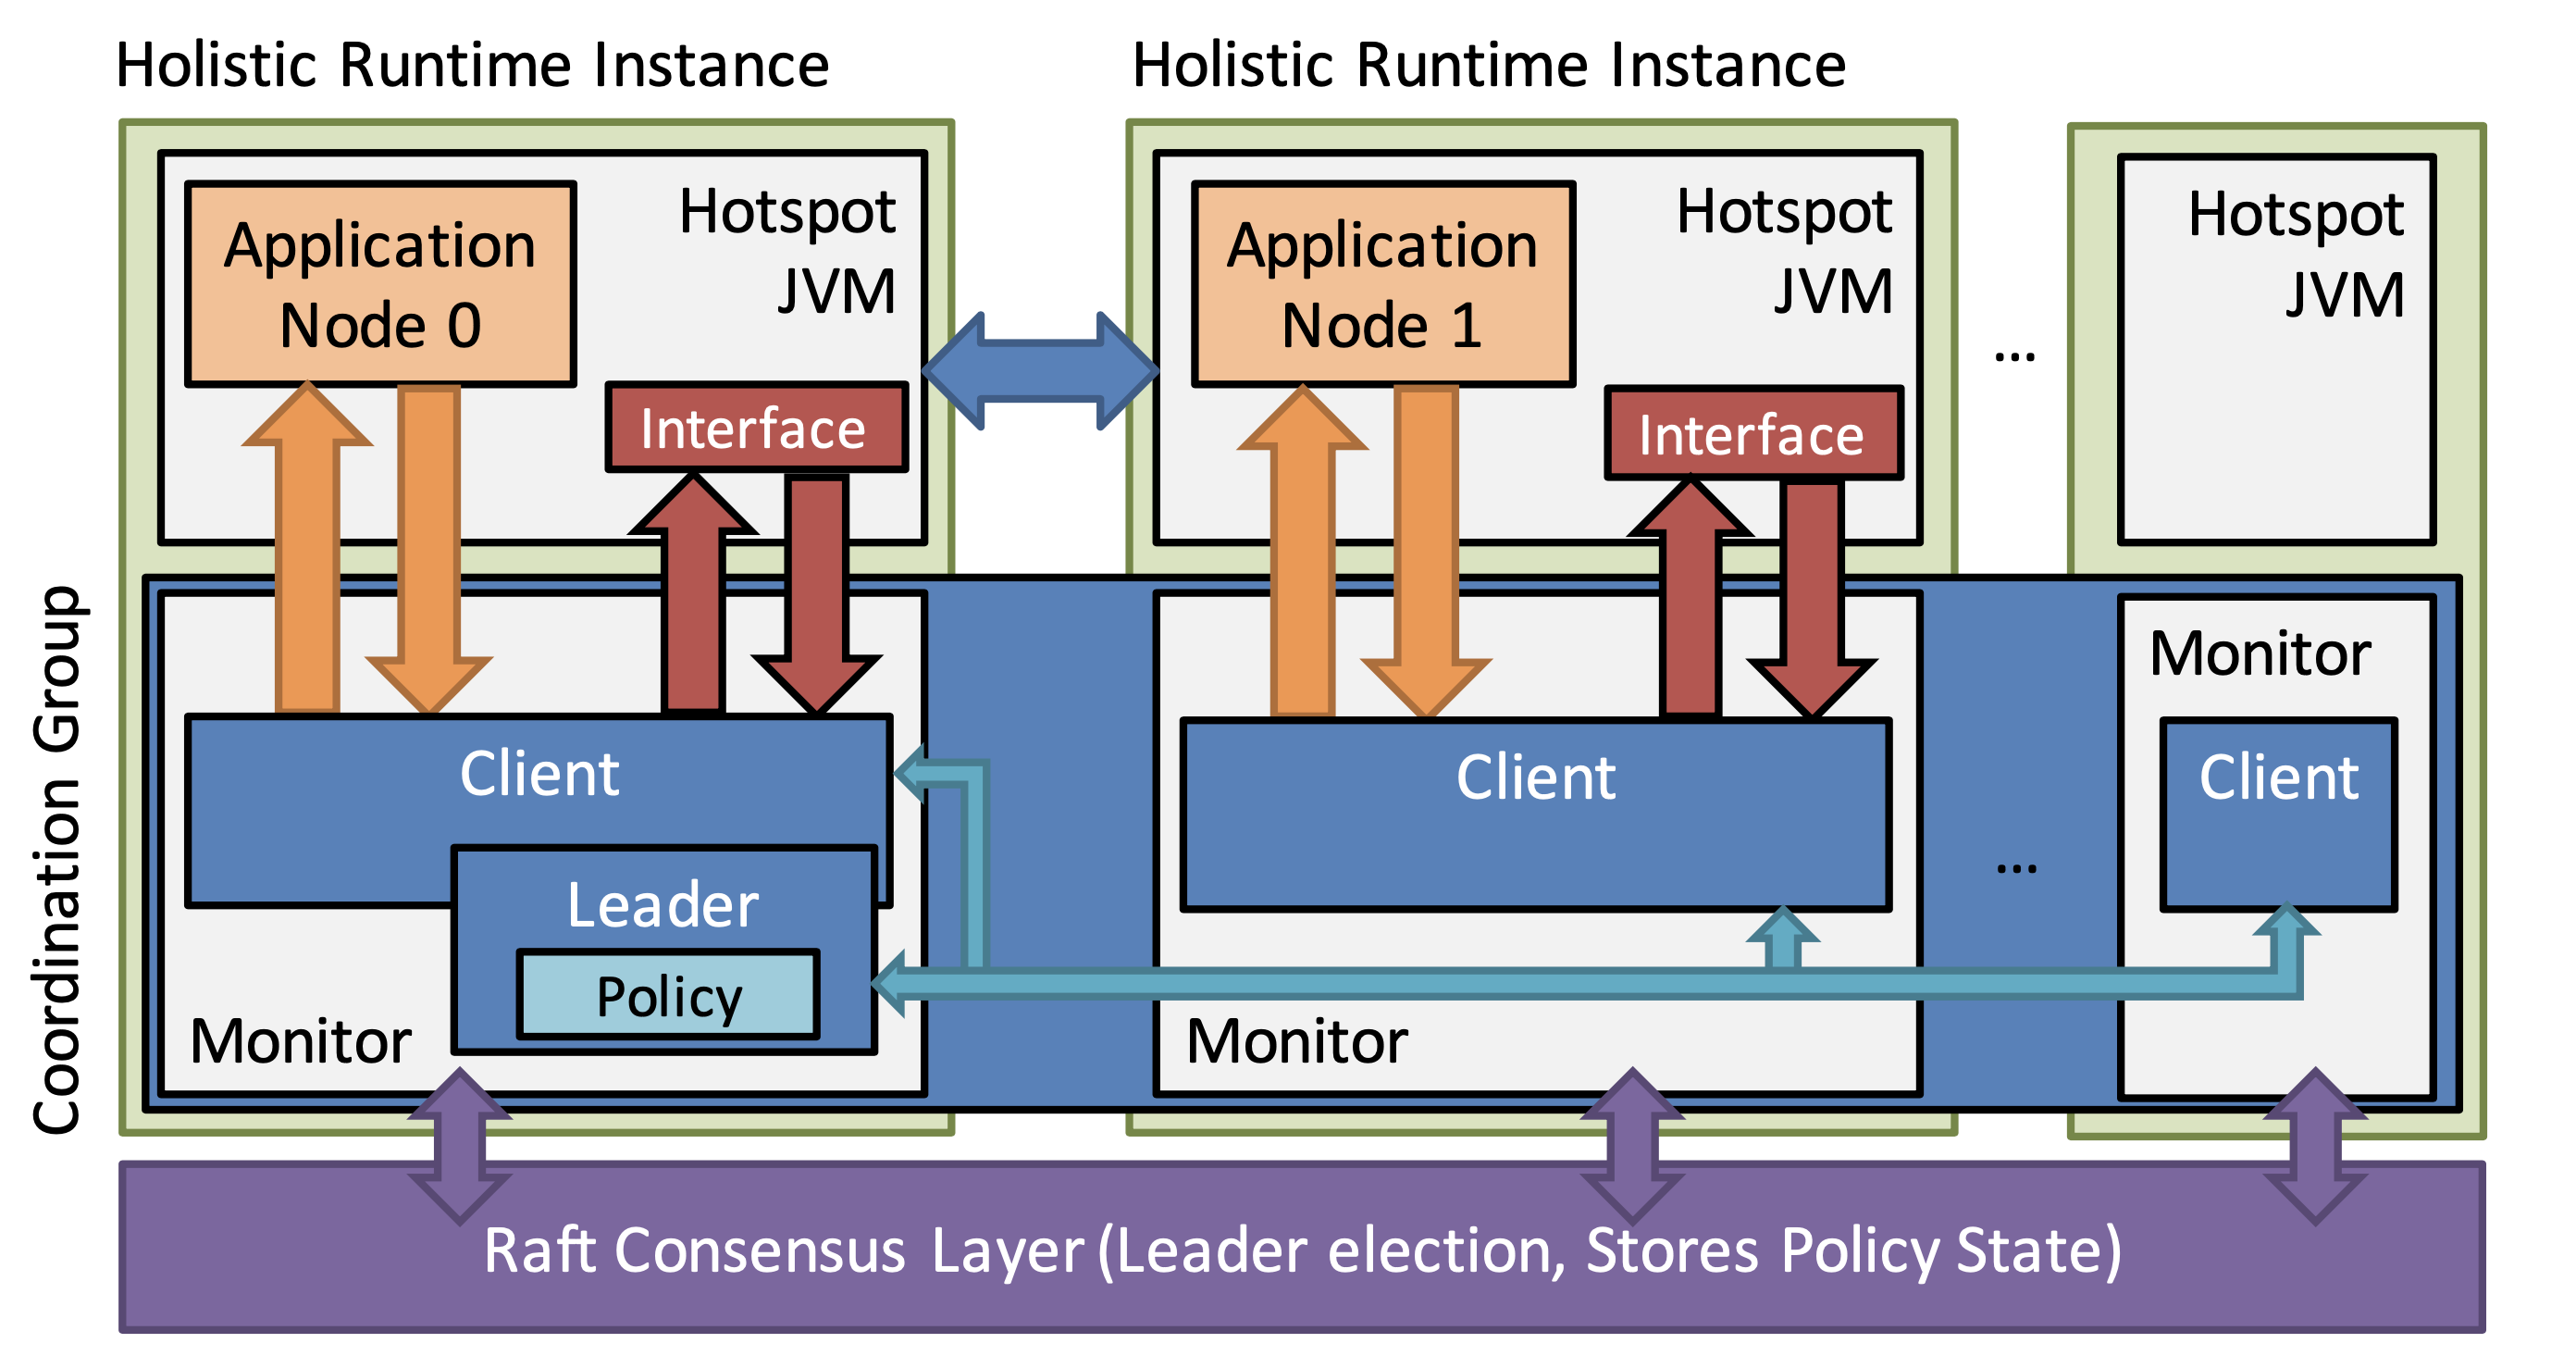 Holistic Runtime Instance
Holistic Runtime Instance
Application
Node 0
Hotspot
JVM
Interface
Application
Node 1
Hotspot
JVM
Interface
...
Hotspot
JVM
Coordination Group
Client
Leader
Policy
Monitor
Client
Monitor
...
Monitor
Client
Raft Consensus Layer (Leader election, Stores Policy State)